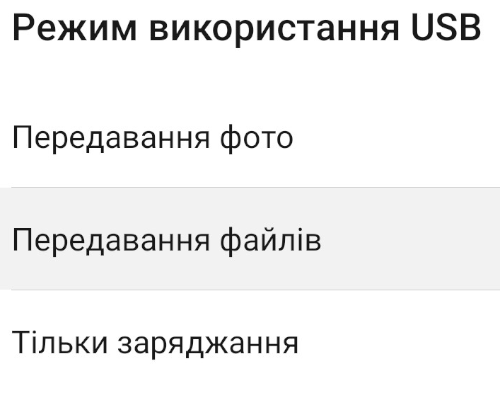 Режим використання USB
Передавання фото
Передавання файлів
Тільки заряджання